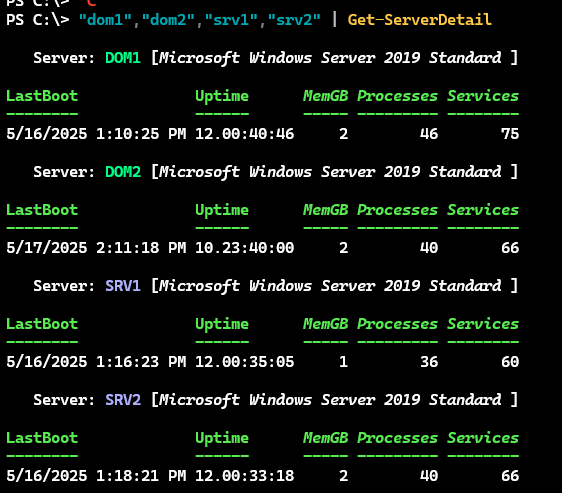 PS C:\> ^C
PS C:\> "dom1","dom2","srv1","srv2" | Get-ServerDetail
Server: DOM1 [Microsoft Windows Server 2019 Standard ]
LastBoot Uptime MemGB Processes Services
-------- ------ ----- --------- --------
5/16/2025 1:10:25 PM 12.00:40:46 2 46 75
Server: DOM2 [Microsoft Windows Server 2019 Standard ]
LastBoot Uptime MemGB Processes Services
-------- ------ ----- --------- --------
5/17/2025 2:11:18 PM 10.23:40:00 2 40 66
Server: SRV1 [Microsoft Windows Server 2019 Standard ]
LastBoot Uptime MemGB Processes Services
-------- ------ ----- --------- --------
5/16/2025 1:16:23 PM 12.00:35:05 1 36 60
Server: SRV2 [Microsoft Windows Server 2019 Standard ]
LastBoot Uptime MemGB Processes Services
-------- ------ ----- --------- --------
5/16/2025 1:18:21 PM 12.00:33:18 2 40 66